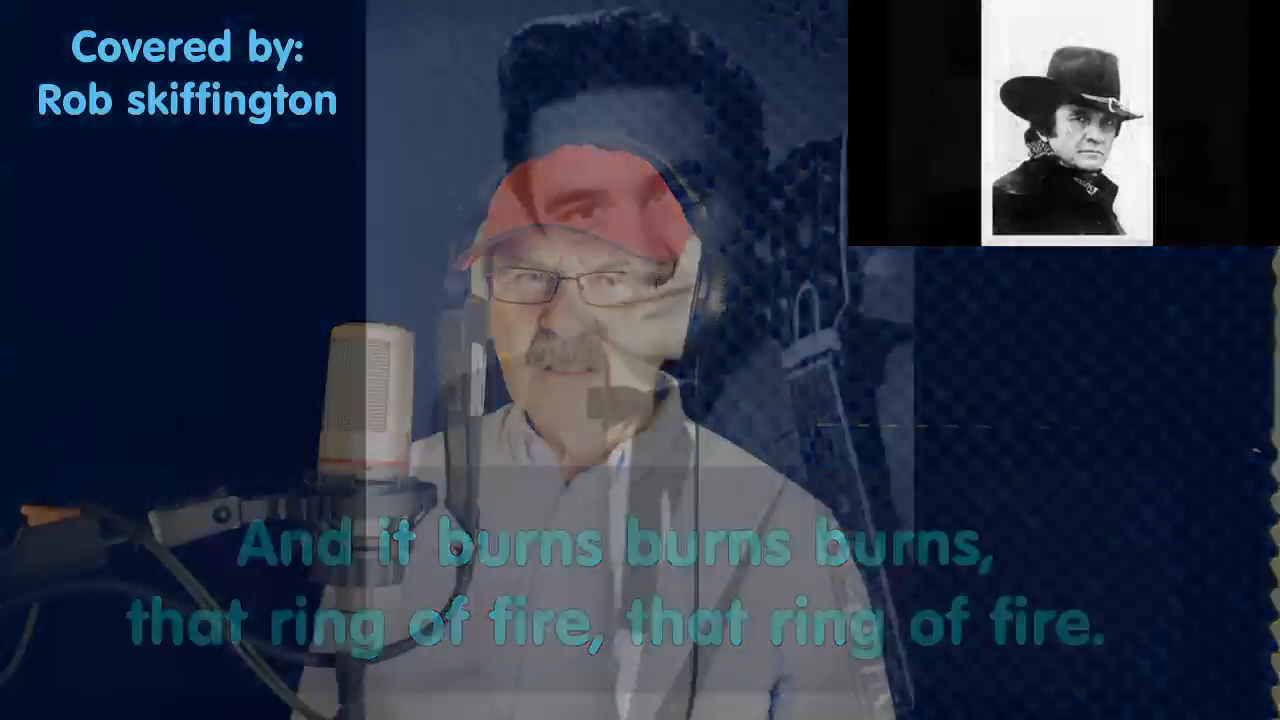 Covered by:
Rob skiffington
And it burns burns burns,
that ring of fire, that ring of fire.